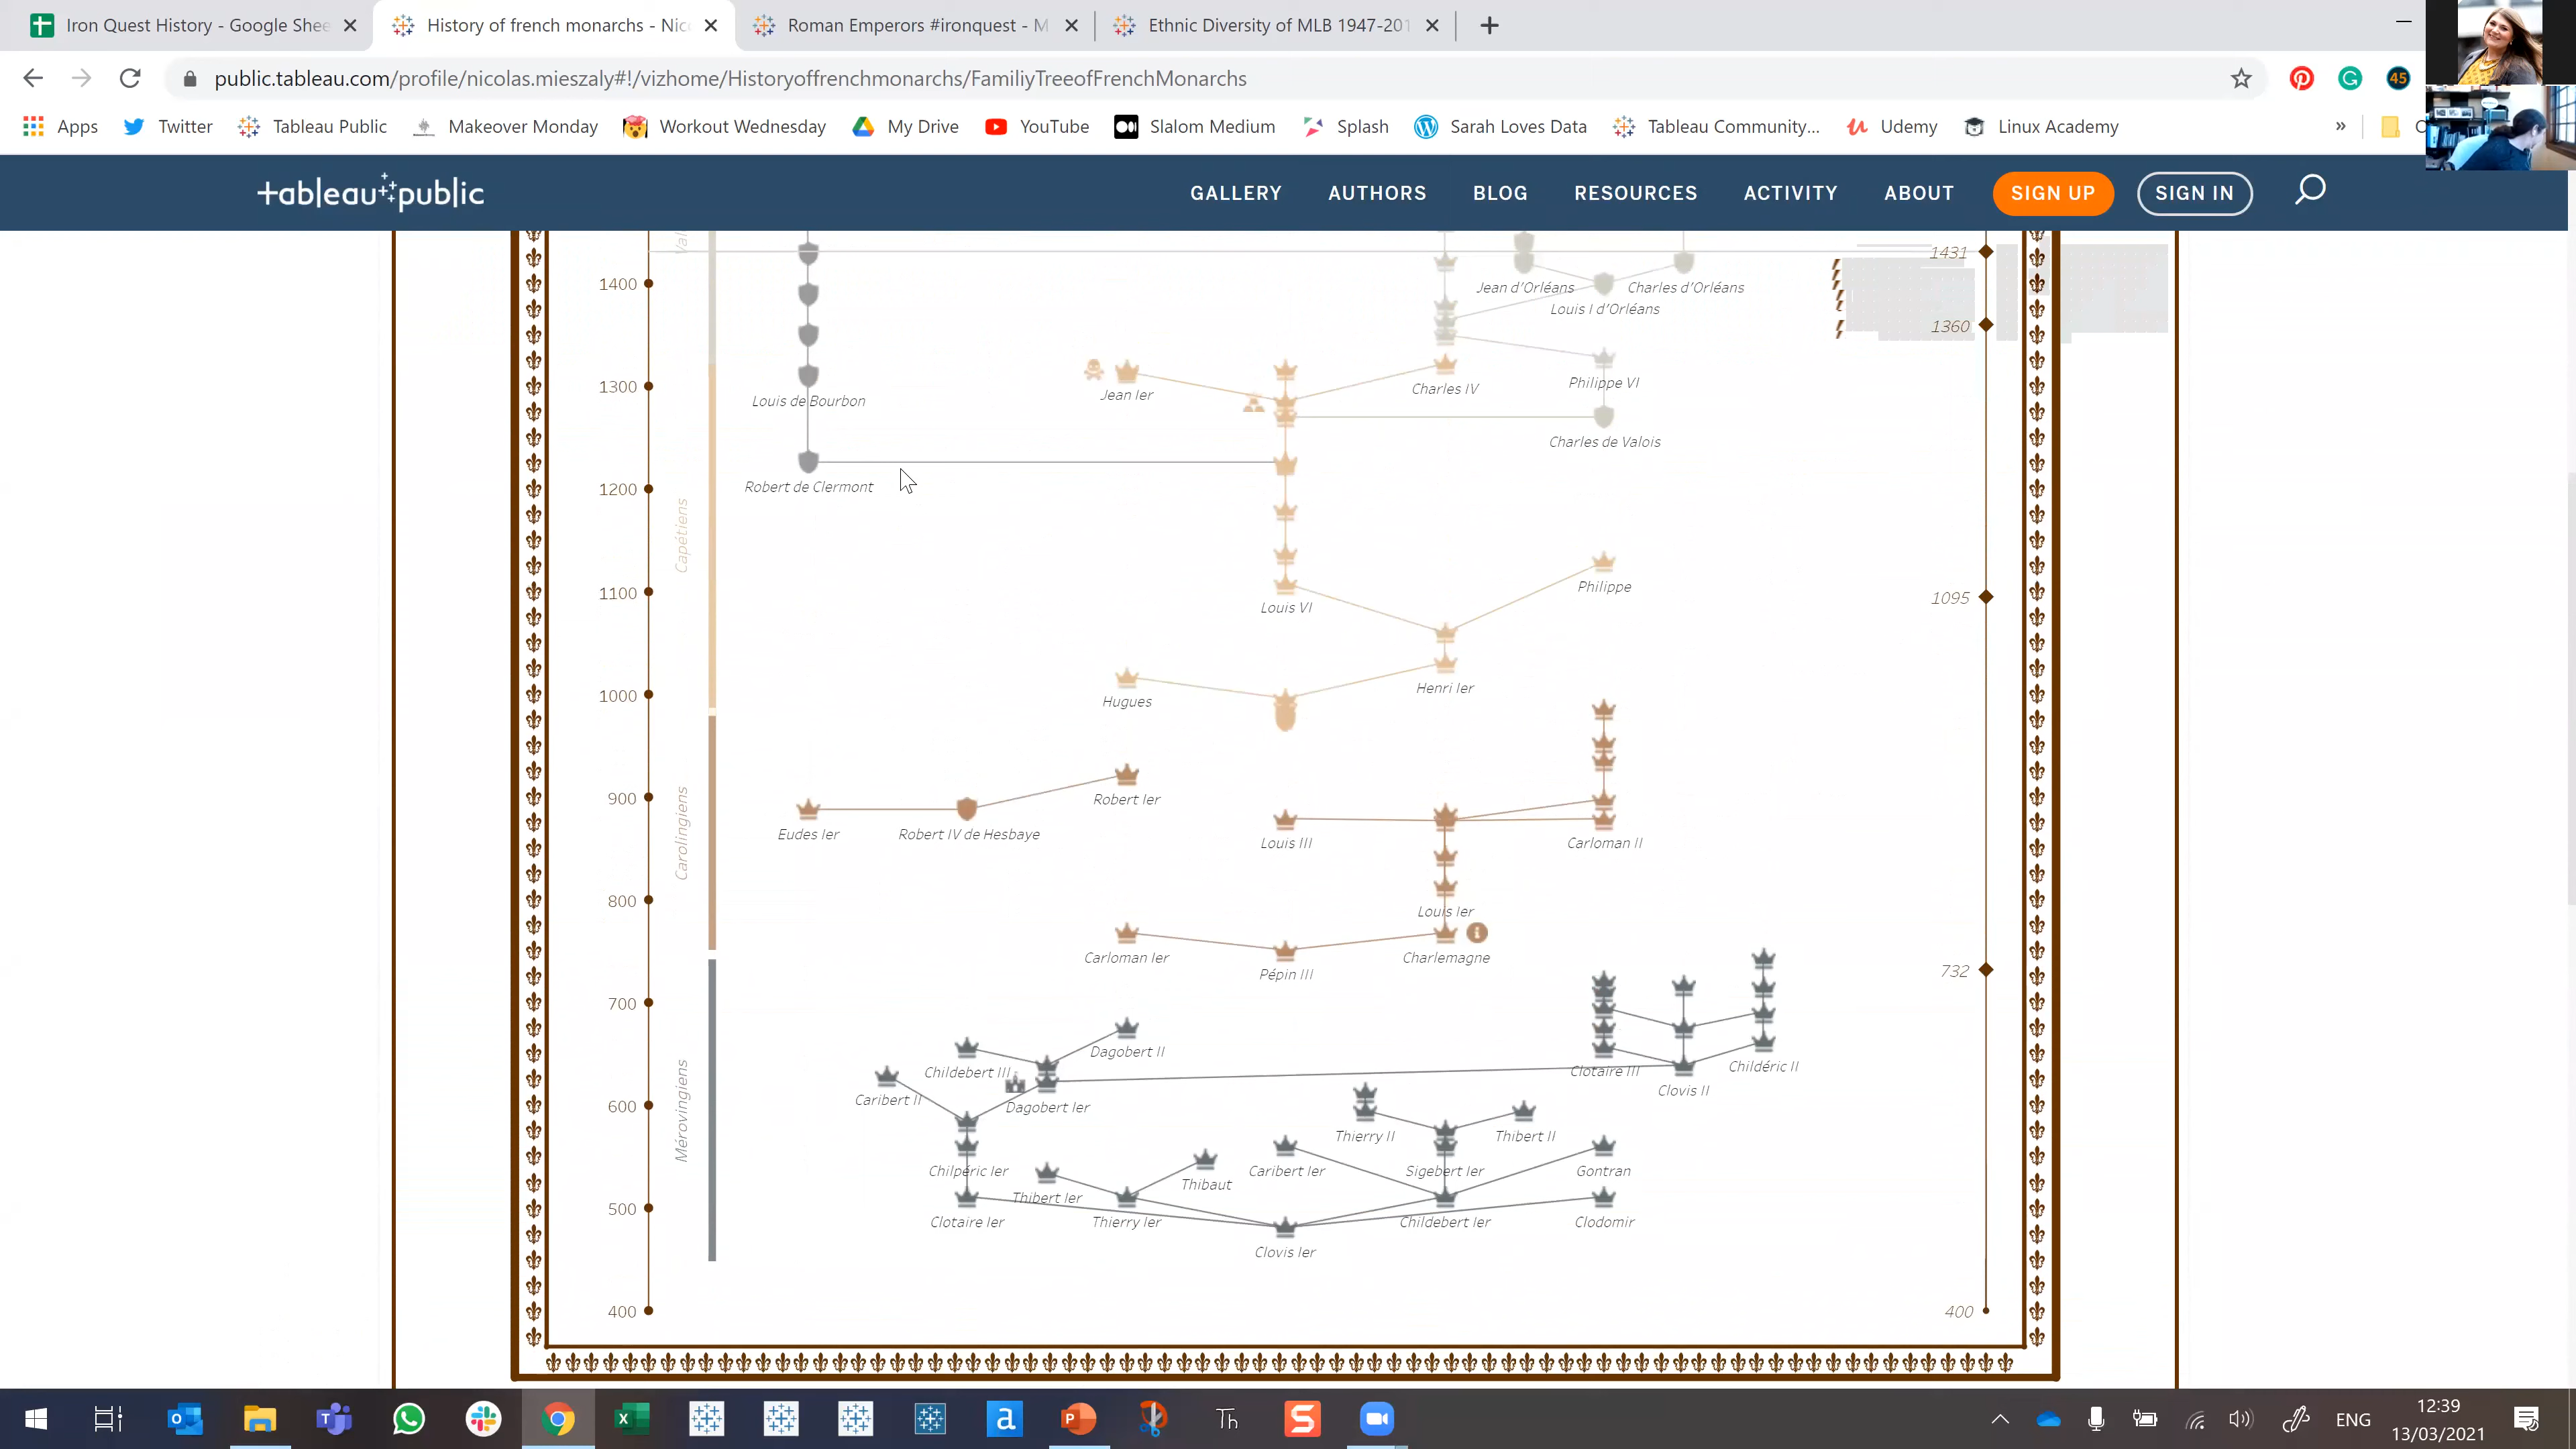 Iron Quest History - Google Shee
History of french monarchs - Nic
Roman Emperors #ironquest - M
Ethnic Diversity of MLB 1947-201
public.tableau.com/profile/nicolas.mieszaly#!/vizhome/Historyoffrenchmonarchs/FamiliyTreeofFrenchMonarchs
45
Apps Twitter Tableau Public Makeover Monday Workout Wednesday My Drive YouTube Slalom Medium Splash Sarah Loves Data Tableau Community... Udemy Linux Academy »
tableau public GALLERY AUTHORS BLOG RESOURCES ACTIVITY ABOUT SIGN UP SIGN IN
Val
1431
1400
Jean d'Orléans Charles d'Orléans
Louis I d'Orléans
1360
1300
Philippe VI
Charles IV
Jean Ier
Louis de Bourbon
Charles de Valois
Robert de Clermont
1200
Capétiens
Philippe
1100
1095
Louis VI
Henri Ier
1000
Hugues
900
Robert Ier
Eudes Ier Robert IV de Hesbaye
Carolingiens
Louis III Carloman II
800
Louis Ier
Carloman Ier Charlemagne
Pépin III
732
700
Dagobert II
Childebert III
Clotaire III Childéric II
Clovis II
Caribert II
600
Dagobert Ier
Mérovingiens
Thierry II Thibert II
Chilpéric Ier Caribert Ier Sigebert Ier Gontran
Thibaut
Thibert Ier
500
Clotaire Ier Thierry Ier Childebert Ier Clodomir
Clovis Ier
400
400
Th
ENG
12:39
13/03/2021